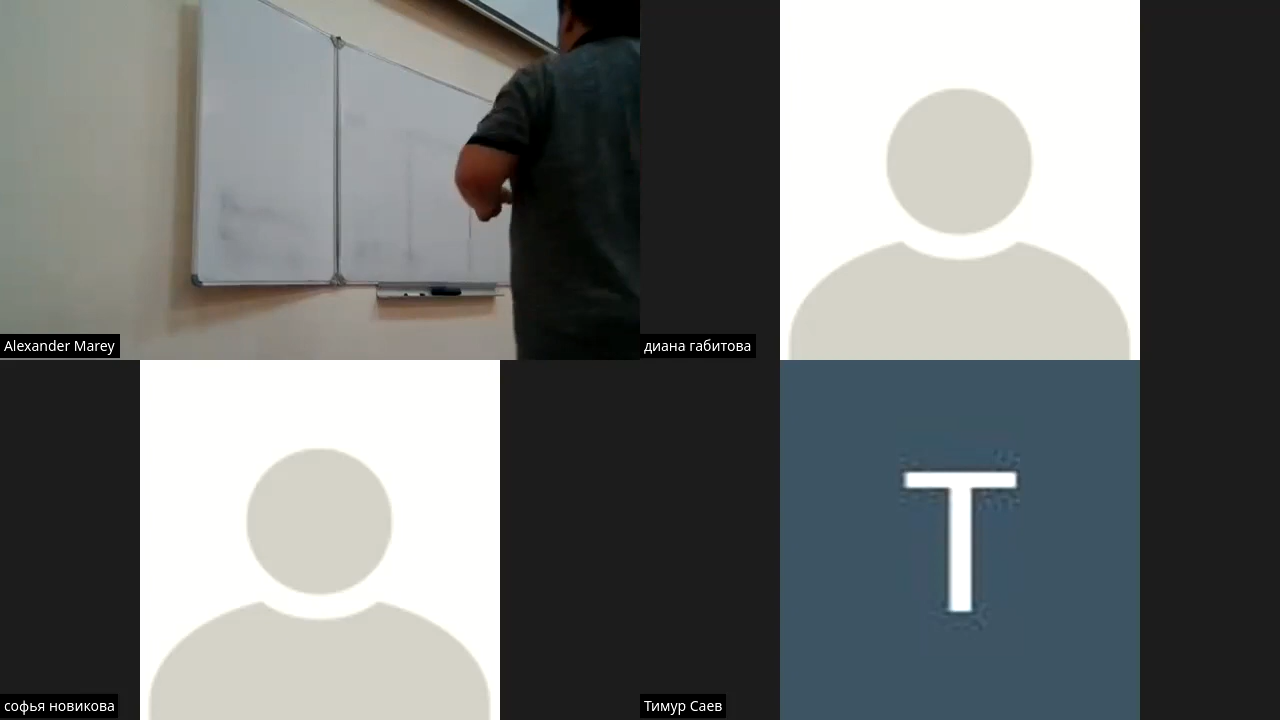 Alexander Marey
диана габитова
софья новикова
T
Тимур Саев